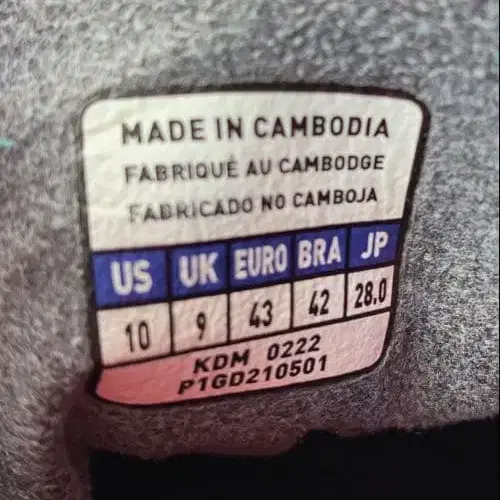 MADE IN CAMBODIA
FABRIQUÉ AU CAMBODGE
FABRICADO NO CAMBOJA
US UK EURO BRA JP
10 9 43 42 28.0
KDM 0222
P1GD210501